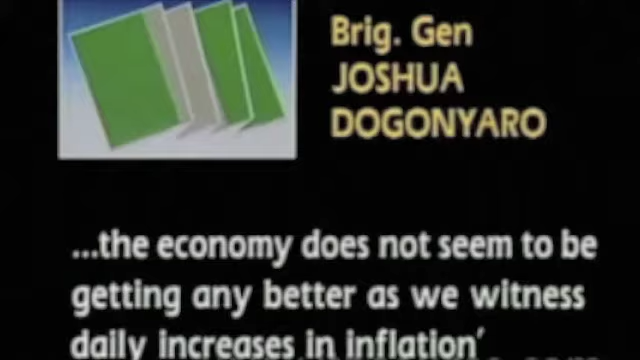 Brig. Gen
JOSHUA
DOGONYARO
...the economy does not seem to be
getting any better as we witness
daily increases in inflation'